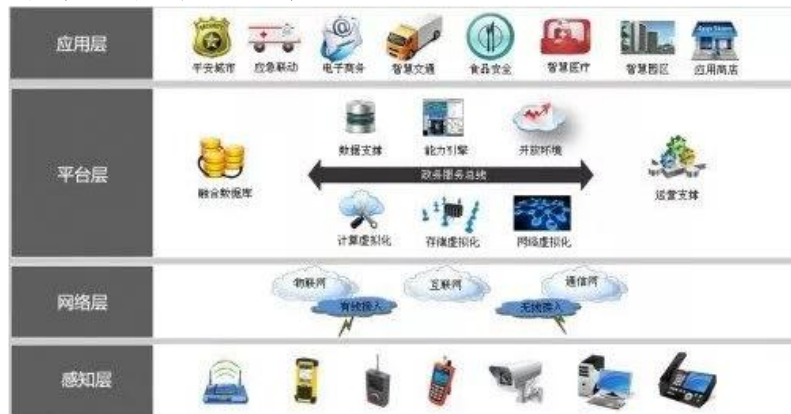 应用层
平安城市 应急联动 电子商务 智慧交通 食品安全 智慧医疗 智慧园区 应用商店
平台层
数据支撑 能力引擎 开放环境
融合数据库
政务服务总线
运营支撑
计算虚拟化 存储虚拟化 网络虚拟化
网络层
物联网 互联网 通信网
有线接入 无线接入
感知层